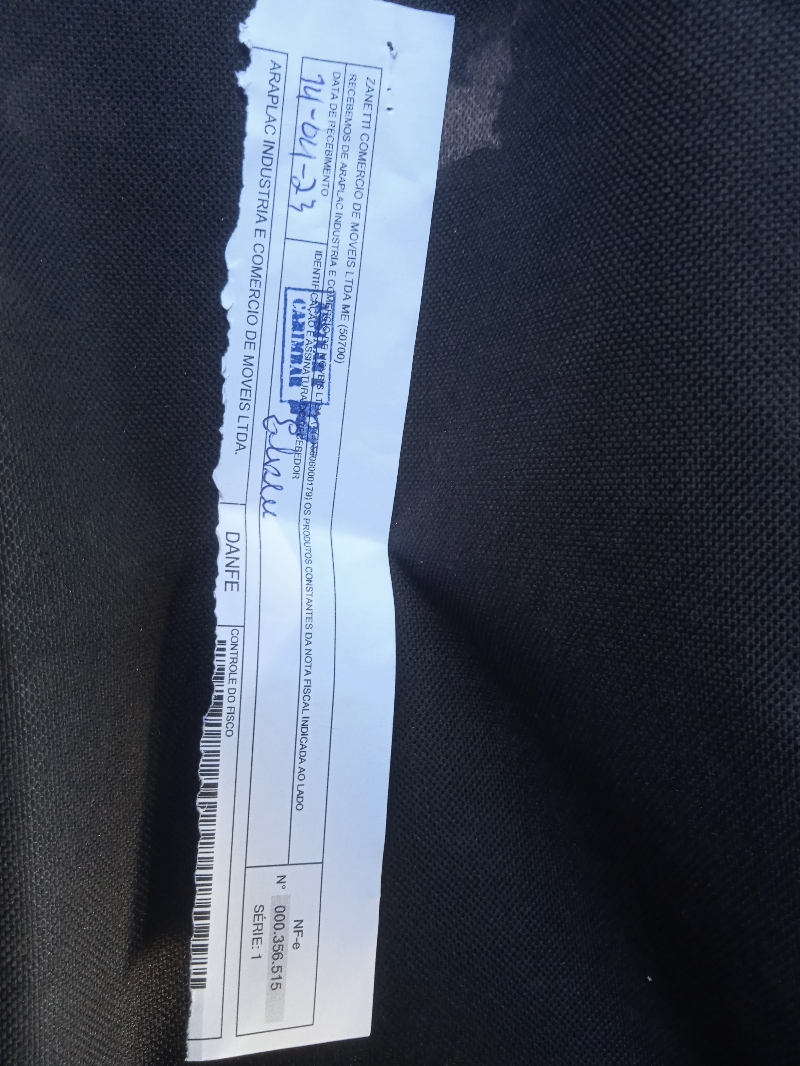 ZANETTI COMERCIO DE MOVEIS LTDA ME (50700)
RECEBEMOS DE ARAPLAC INDUSTRIA E COMERCIO DE MOVEIS LTDA OS PRODUTOS CONSTANTES DA NOTA FISCAL INDICADA AO LADO
DATA DE RECEBIMENTO
14-04-23
IDENTIFICAÇÃO E ASSINATURA DO RECEBEDOR
CARIMBAR
NF-e
N° 000.356.515
SÉRIE: 1
ARAPLAC INDUSTRIA E COMERCIO DE MOVEIS LTDA.
DANFE
CONTROLE DO FISCO